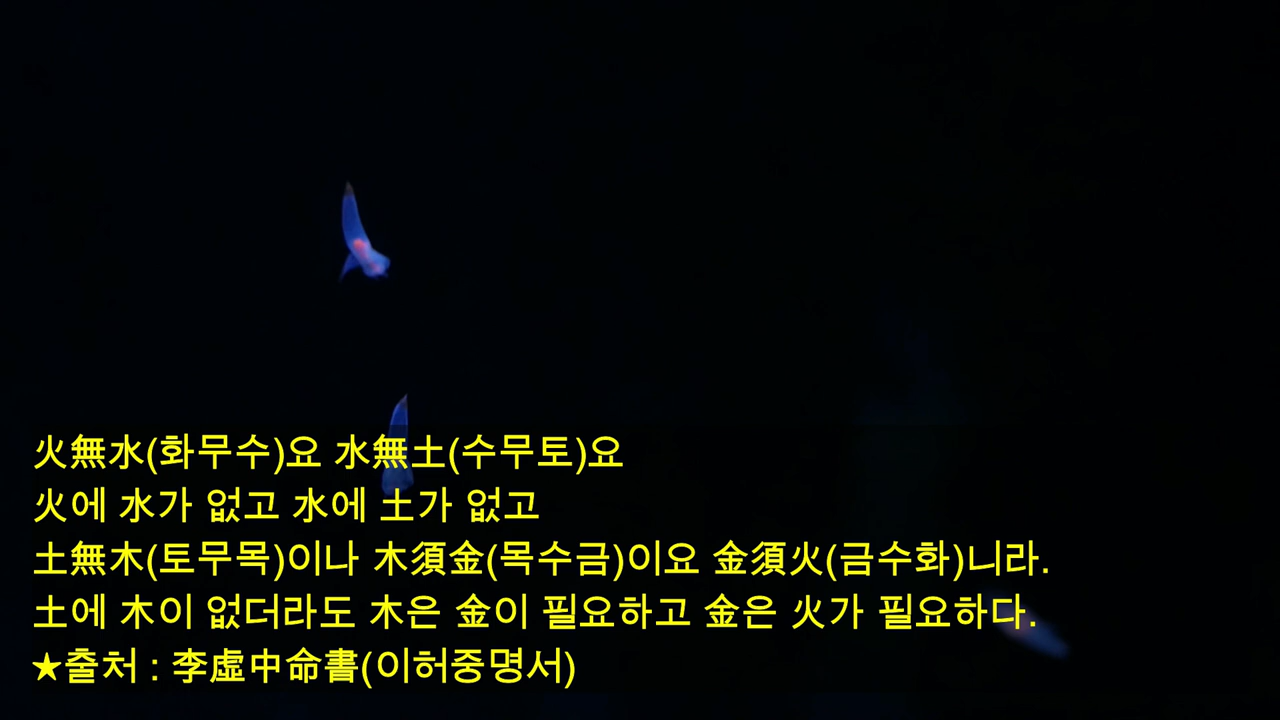 火無水(화무수)요 水無土(수무토)요
火에 水가 없고 水에 土가 없고
土無木(토무목)이나 木須金(목수금)이요 金須火(금수화)니라.
土에 木이 없더라도 木은 金이 필요하고 金은 火가 필요하다.
★출처 : 李虛中命書(이허중명서)